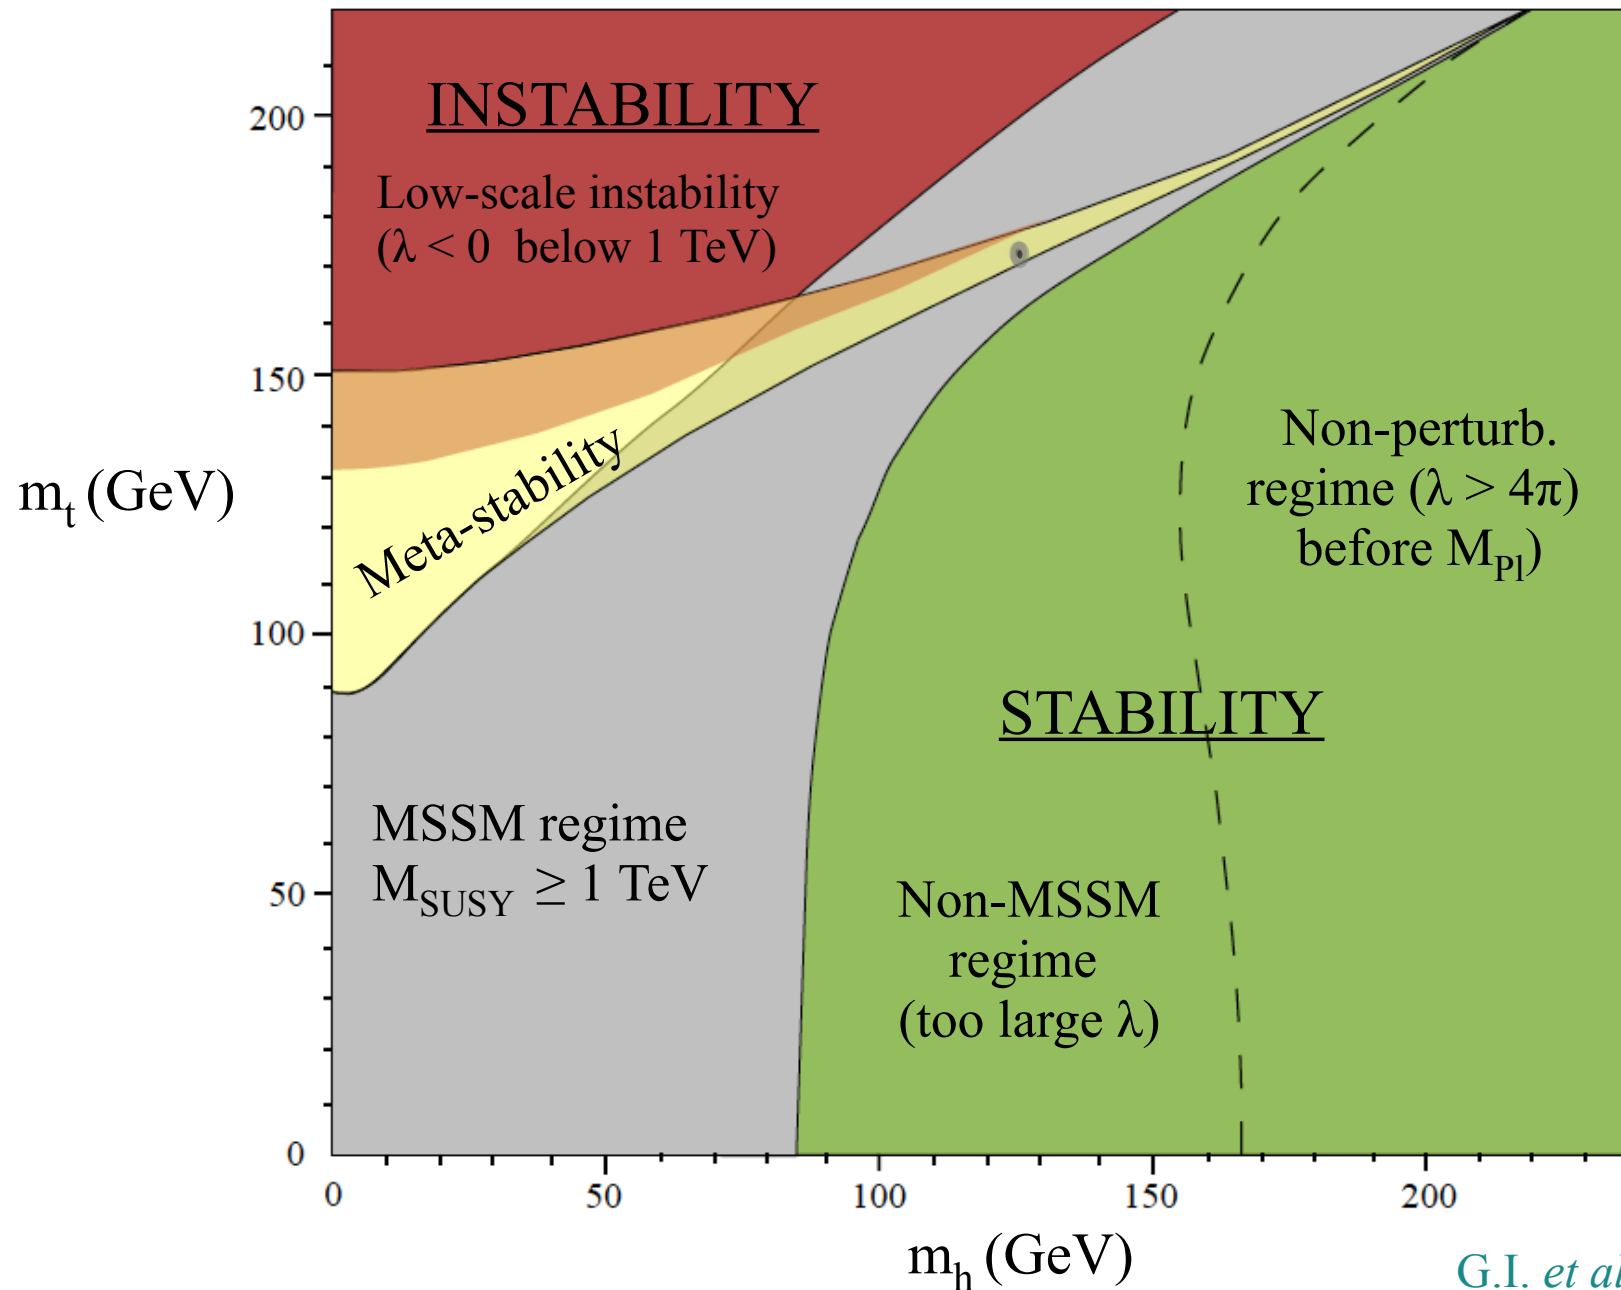 200
INSTABILITY
Low-scale instability
(λ < 0 below 1 TeV)
150
Meta-stability
Non-perturb.
regime (λ > 4π)
before M_Pl)
m_t (GeV)
100
STABILITY
MSSM regime
M_SUSY ≥ 1 TeV
50
Non-MSSM
regime
(too large λ)
0
0 50 100 150 200
m_h (GeV)
G.I. et al